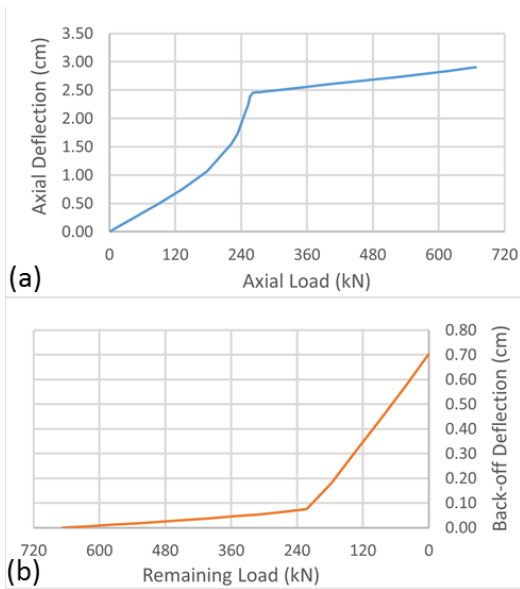 3.50
3.00
2.50
2.00
1.50
1.00
0.50
0.00
Axial Deflection (cm)
0 120 240 360 480 600 720
Axial Load (kN)
(a)
0.80
0.70
0.60
0.50
0.40
0.30
0.20
0.10
0.00
Back-off Deflection (cm)
720 600 480 360 240 120 0
Remaining Load (kN)
(b)